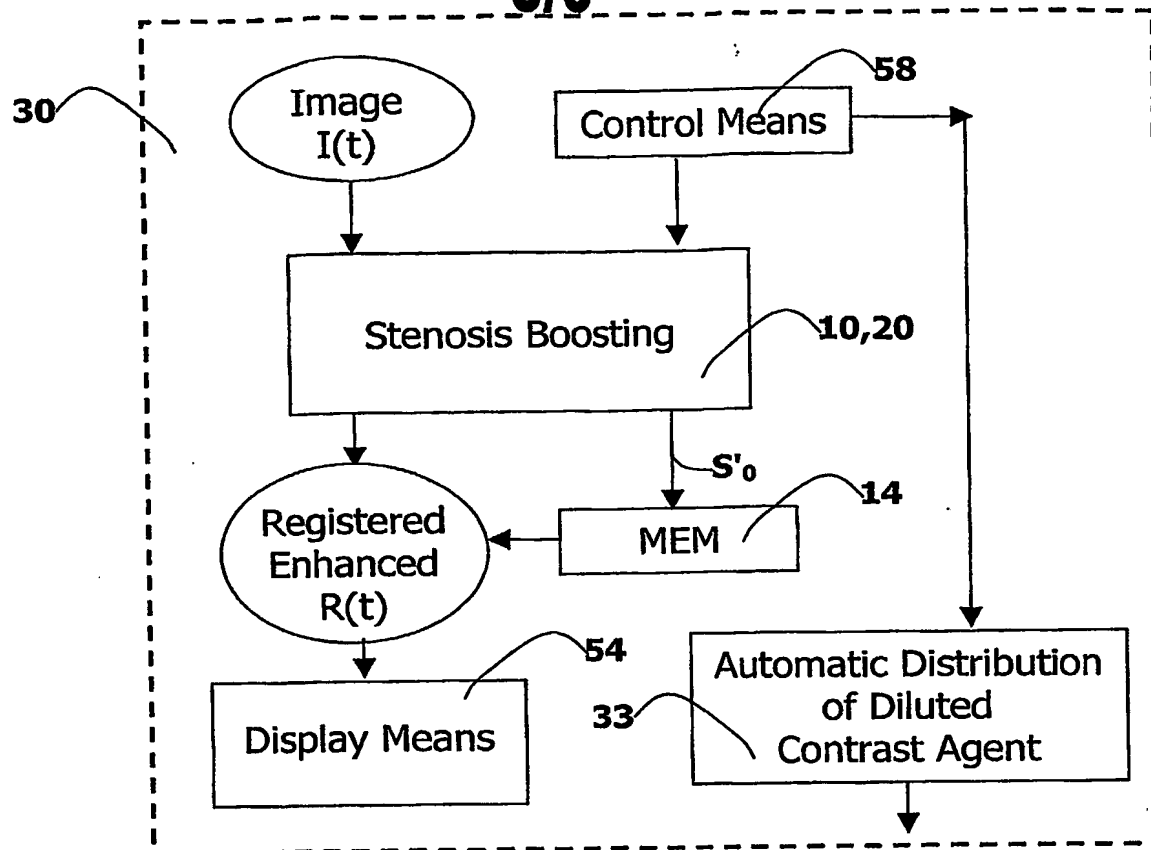 30
Image
I(t)
58
Control Means
Stenosis Boosting
10,20
S'₀
14
MEM
Registered
Enhanced
R(t)
54
Display Means
33
Automatic Distribution
of Diluted
Contrast Agent